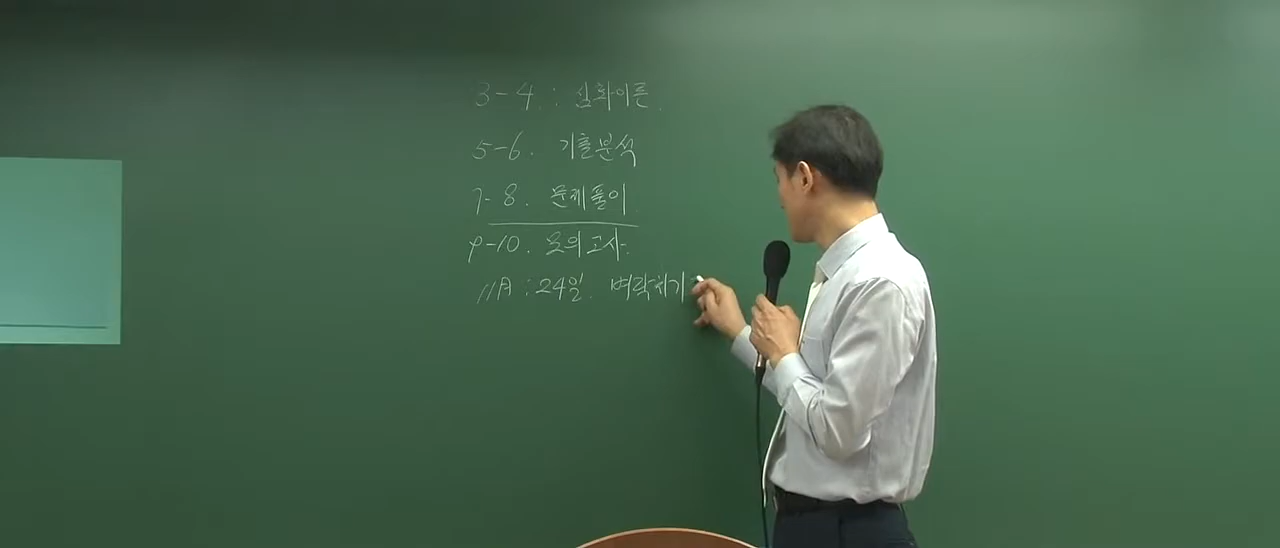 3-4. : 심화이론.
5-6. 기출분석
7-8. 문제풀이.
9-10. 모의고사.
11月 : 24일. 벼락치기